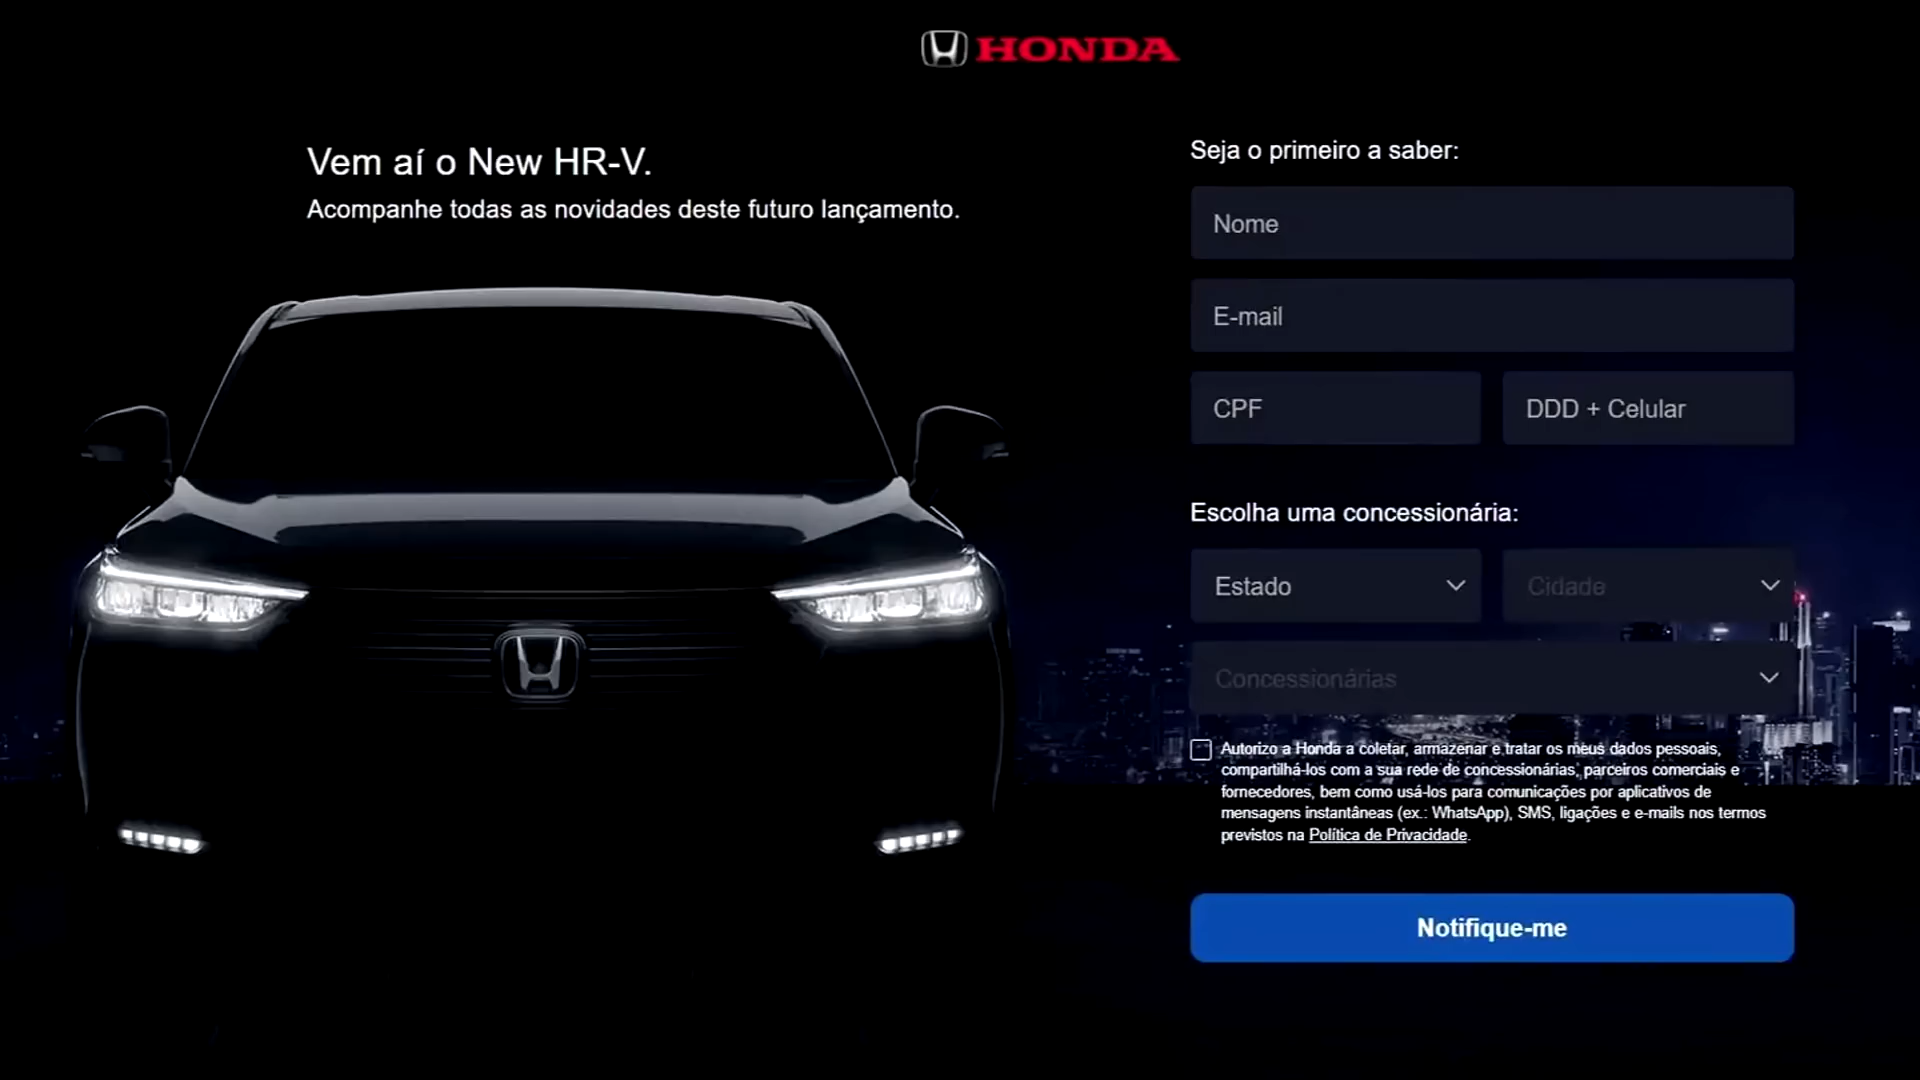 HONDA
Vem aí o New HR-V.
Acompanhe todas as novidades deste futuro lançamento.
Seja o primeiro a saber:
Nome
E-mail
CPF
DDD + Celular
Escolha uma concessionária:
Estado
Cidade
Concessionárias
Autorizo a Honda a coletar, armazenar e tratar os meus dados pessoais,
compartilhá-los com a sua rede de concessionárias, parceiros comerciais e
fornecedores, bem como usá-los para comunicações por aplicativos de
mensagens instantâneas (ex.: WhatsApp), SMS, ligações e e-mails nos termos
previstos na Política de Privacidade.
Notifique-me